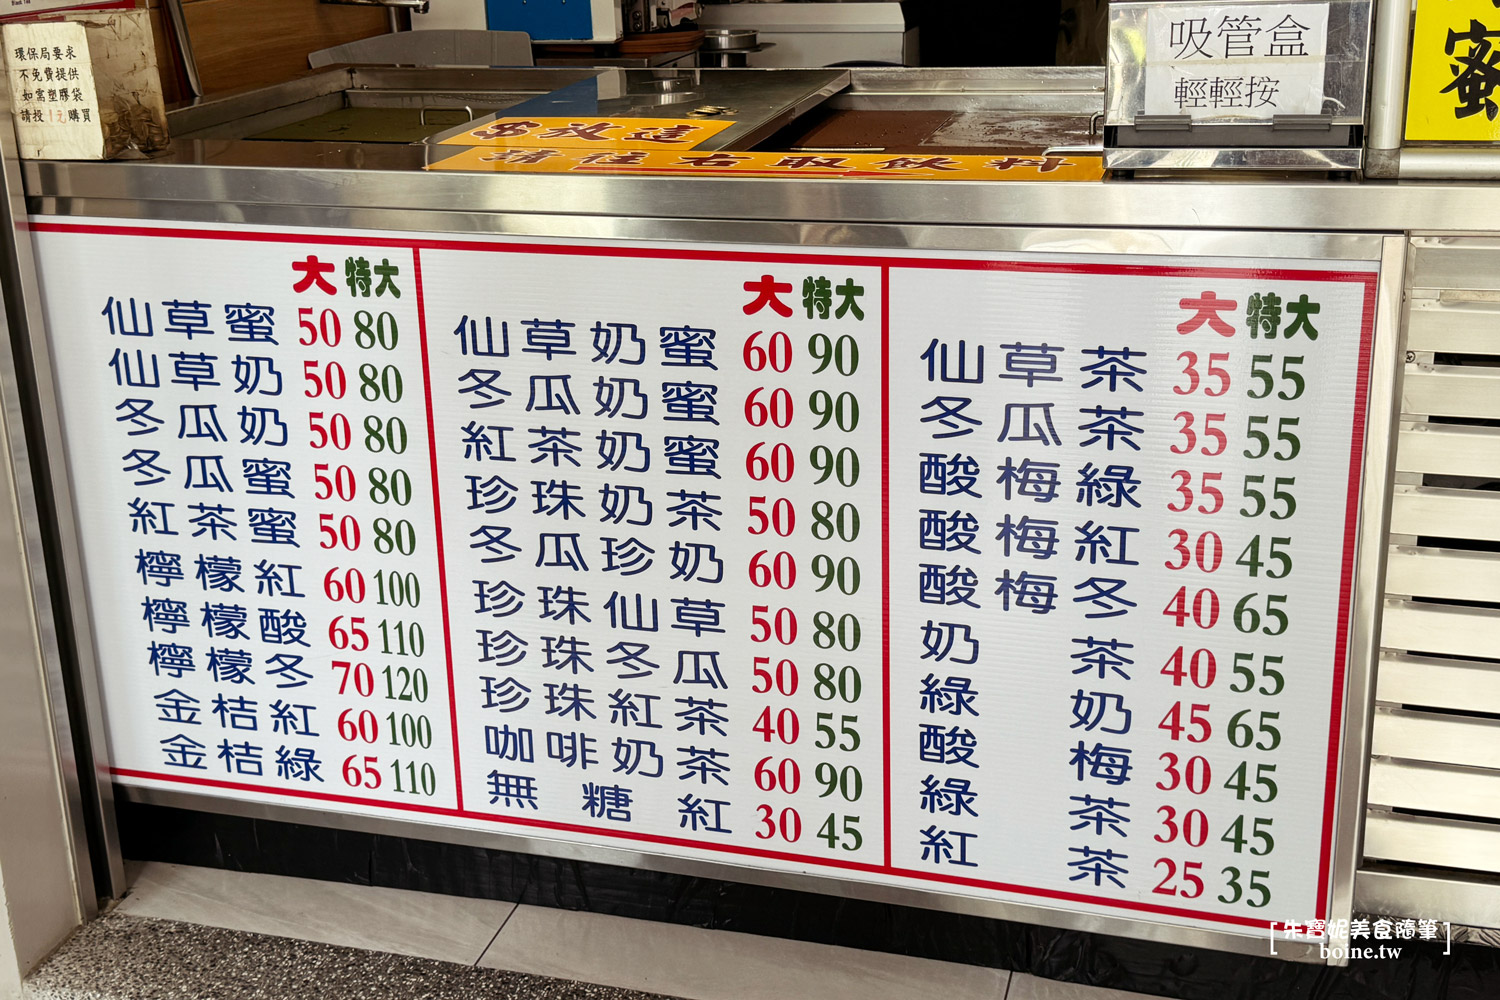 環保局要求
不免費提供
如需塑膠袋
請投1元購買
吸管盒
輕輕按
蜜
請往右取飲料
大 特大
仙草蜜 50 80
仙草奶 50 80
冬瓜奶 50 80
冬瓜蜜 50 80
紅茶蜜 50 80
檸檬紅 60 100
檸檬酸 65 110
檸檬冬 70 120
金桔紅 60 100
金桔綠 65 110
大 特大
仙草奶蜜 60 90
冬瓜奶蜜 60 90
紅茶奶蜜 60 90
珍珠奶茶 50 80
冬瓜珍奶 60 90
珍珠仙草 50 80
珍珠冬瓜 50 80
珍珠紅茶 40 55
咖啡奶茶 60 90
無糖紅 30 45
大 特大
仙草茶 35 55
冬瓜茶 35 55
酸梅綠 35 55
酸梅紅 30 45
酸梅冬 40 65
奶茶 40 55
綠奶 45 65
酸梅 30 45
綠茶 30 45
紅茶 25 35
朱寶妮美食隨筆
boine.tw